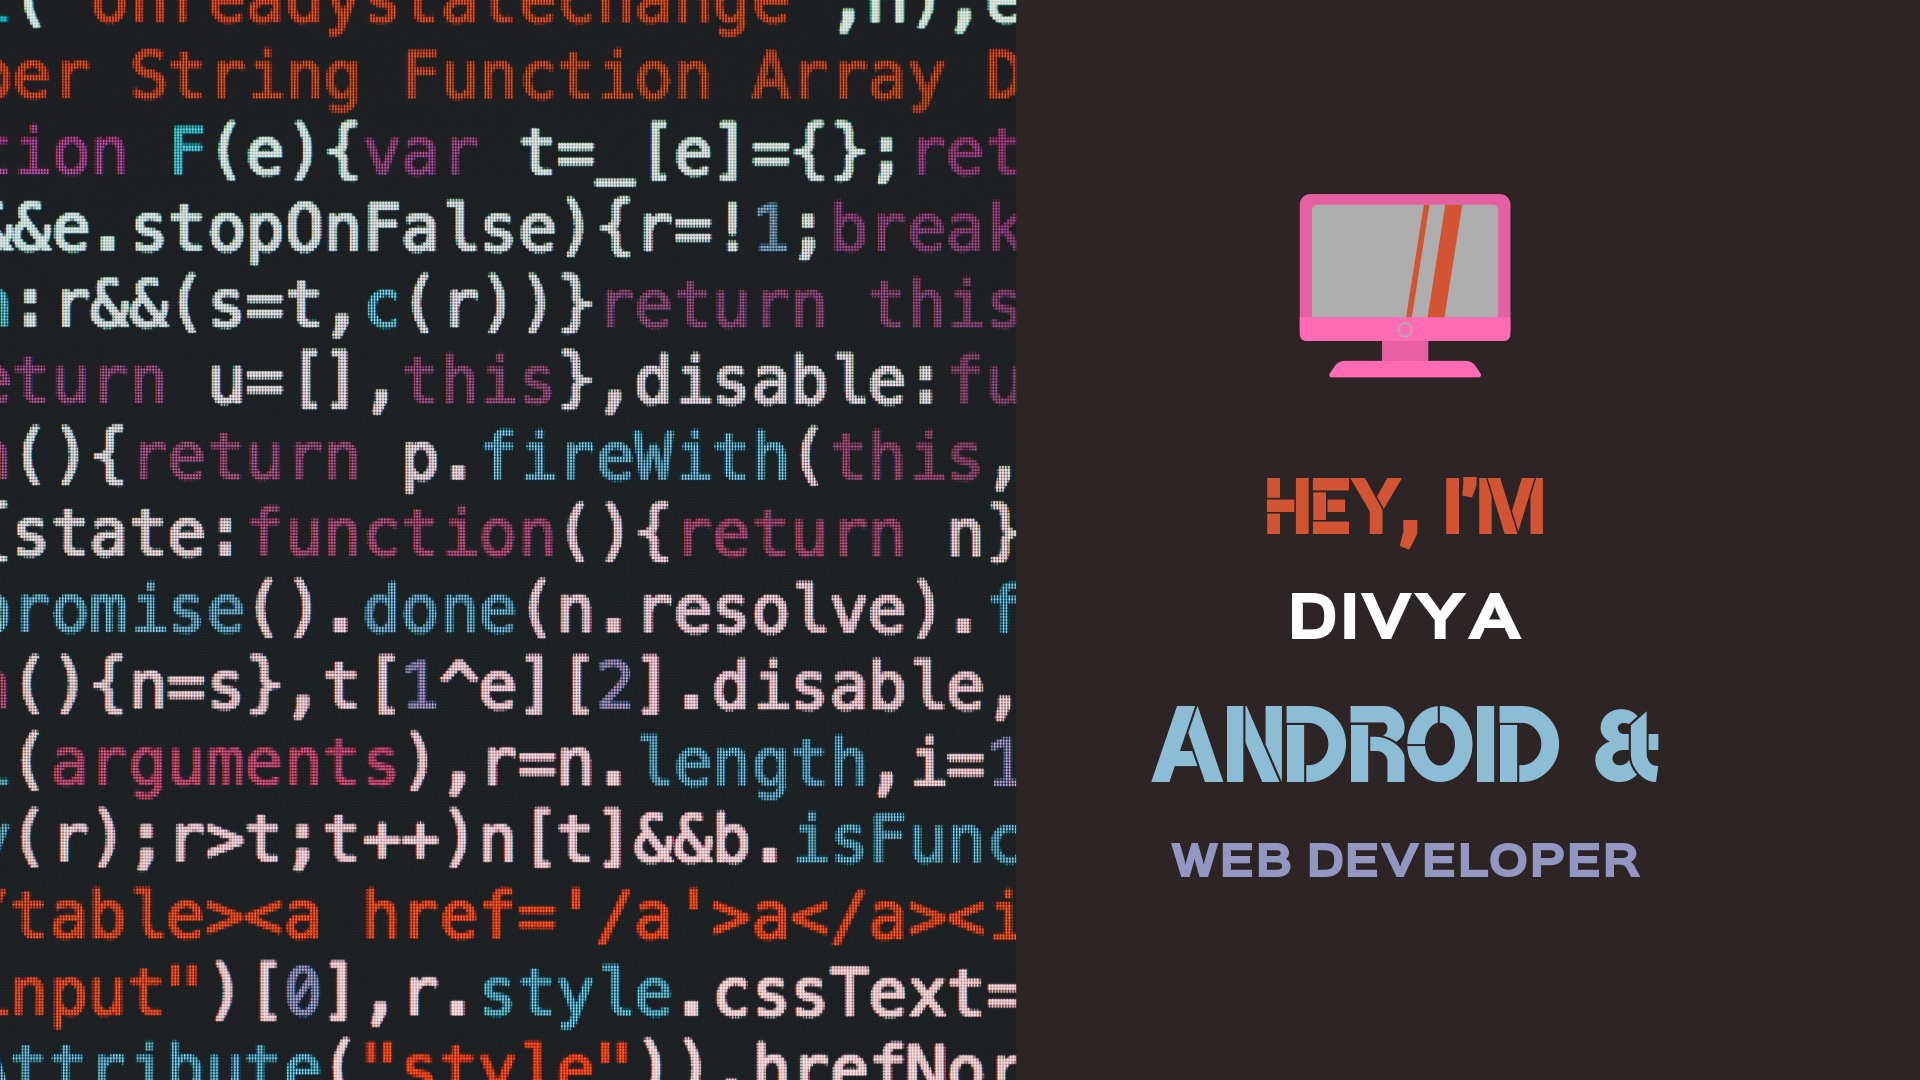 ( onreadystatechange ,n),e
ber String Function Array D
tion F(e){var t=_[e]={};ret
&&e.stopOnFalse){r=!1;break
:r&&(s=t,c(r))}return this
eturn u=[],this},disable:fu
(){return p.fireWith(this,
{state:function(){return n}
promise().done(n.resolve).f
(){n=s},t[1^e][2].disable,
(arguments),r=n.length,i=1
y(r);r>t;t++)n[t]&&b.isFunc
/table><a href='/a'>a</a><i
input")[0],r.style.cssText=
attribute("style")),hrefNor
HEY, I'M
DIVYA
ANDROID &
WEB DEVELOPER